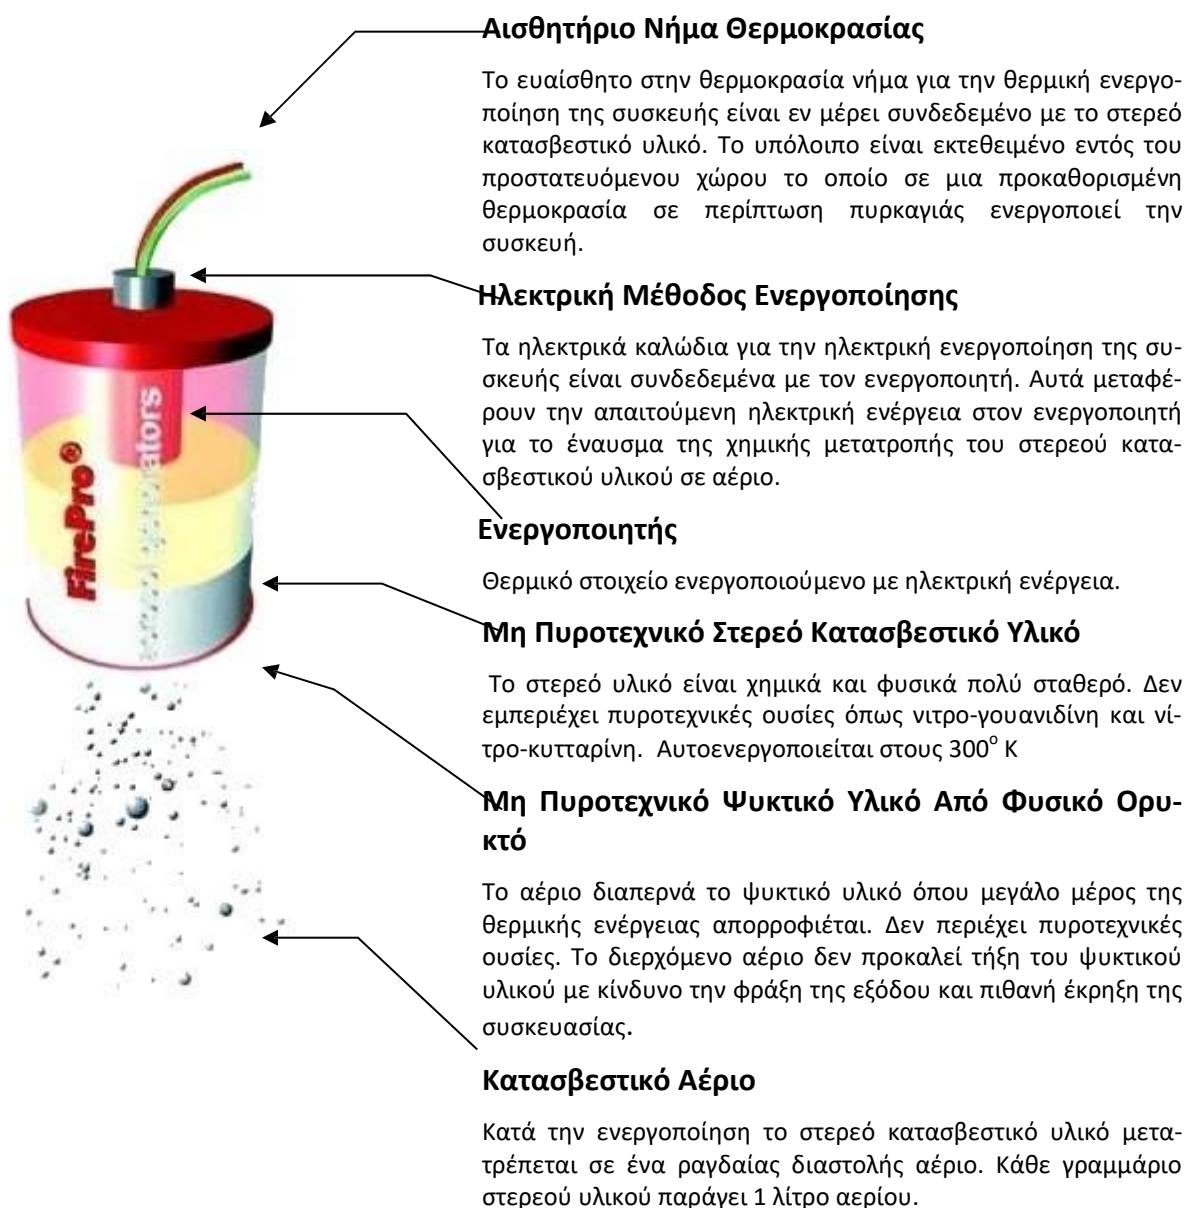 Αισθητήριο Νήμα Θερμοκρασίας
Το ευαίσθητο στην θερμοκρασία νήμα για την θερμική ενεργο-
ποίηση της συσκευής είναι εν μέρει συνδεδεμένο με το στερεό
κατασβεστικό υλικό. Το υπόλοιπο είναι εκτεθειμένο εντός του
προστατευόμενου χώρου το οποίο σε μια προκαθορισμένη
θερμοκρασία σε περίπτωση πυρκαγιάς ενεργοποιεί την
συσκευή.
Ηλεκτρική Μέθοδος Ενεργοποίησης
Τα ηλεκτρικά καλώδια για την ηλεκτρική ενεργοποίηση της συ-
σκευής είναι συνδεδεμένα με τον ενεργοποιητή. Αυτά μεταφέ-
ρουν την απαιτούμενη ηλεκτρική ενέργεια στον ενεργοποιητή
για το έναυσμα της χημικής μετατροπής του στερεού κατα-
σβεστικού υλικού σε αέριο.
Ενεργοποιητής
Θερμικό στοιχείο ενεργοποιούμενο με ηλεκτρική ενέργεια.
Μη Πυροτεχνικό Στερεό Κατασβεστικό Υλικό
Το στερεό υλικό είναι χημικά και φυσικά πολύ σταθερό. Δεν
εμπεριέχει πυροτεχνικές ουσίες όπως νιτρο-γουανιδίνη και νί-
τρο-κυτταρίνη. Αυτοενεργοποιείται στους 300° Κ
Μη Πυροτεχνικό Ψυκτικό Υλικό Από Φυσικό Ορυ-
κτό
Το αέριο διαπερνά το ψυκτικό υλικό όπου μεγάλο μέρος της
θερμικής ενέργειας απορροφιέται. Δεν περιέχει πυροτεχνικές
ουσίες. Το διερχόμενο αέριο δεν προκαλεί τήξη του ψυκτικού
υλικού με κίνδυνο την φράξη της εξόδου και πιθανή έκρηξη της
συσκευασίας.
Κατασβεστικό Αέριο
Κατά την ενεργοποίηση το στερεό κατασβεστικό υλικό μετα-
τρέπεται σε ένα ραγδαίας διαστολής αέριο. Κάθε γραμμάριο
στερεού υλικού παράγει 1 λίτρο αερίου.
FirePro®
aerosol generators